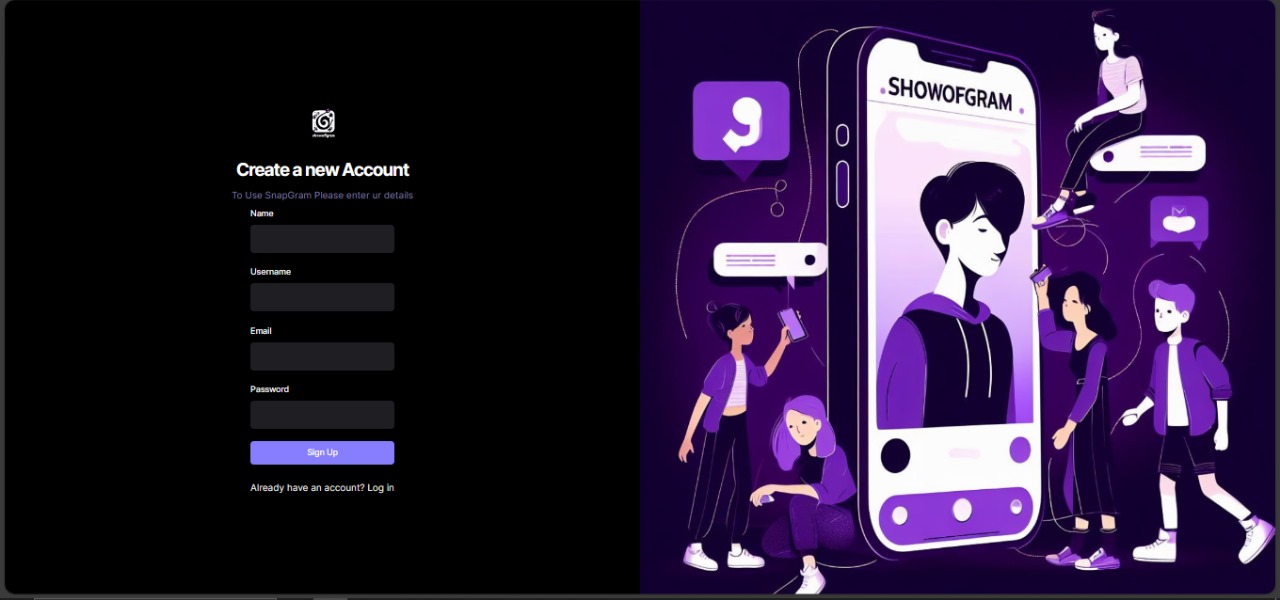 Create a new Account
To Use SnapGram Please enter ur details
Name
Username
Email
Password
Sign Up
Already have an account? Log in
SHOWOFGRAM